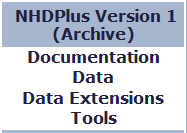 NHDPlus Version 1
(Archive)
Documentation
Data
Data Extensions
Tools